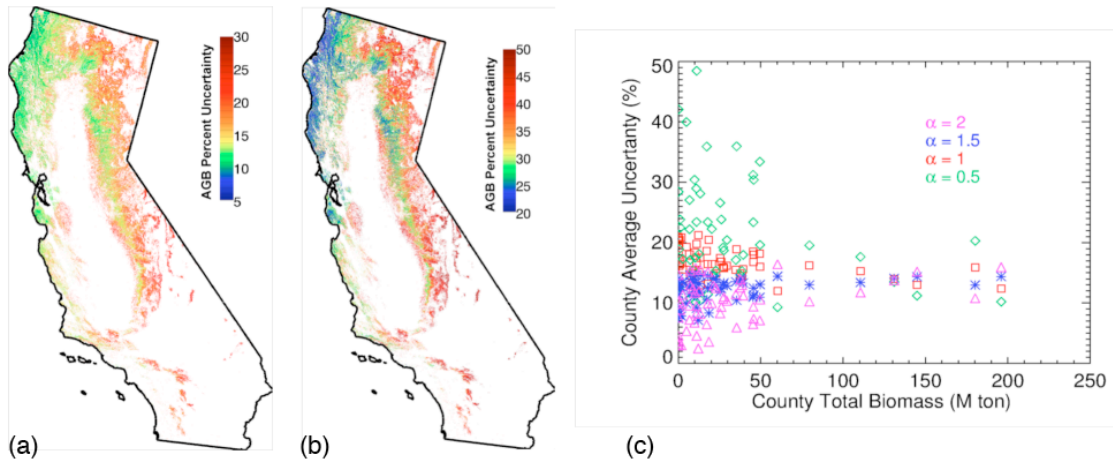 AGB Percent Uncertainty
30
25
20
15
10
5
(a)
AGB Percent Uncertainty
50
45
40
35
30
25
20
(b)
County Average Uncertanty (%)
50
40
30
20
10
0
α = 2
α = 1.5
α = 1
α = 0.5
0 50 100 150 200 250
County Total Biomass (M ton)
(c)